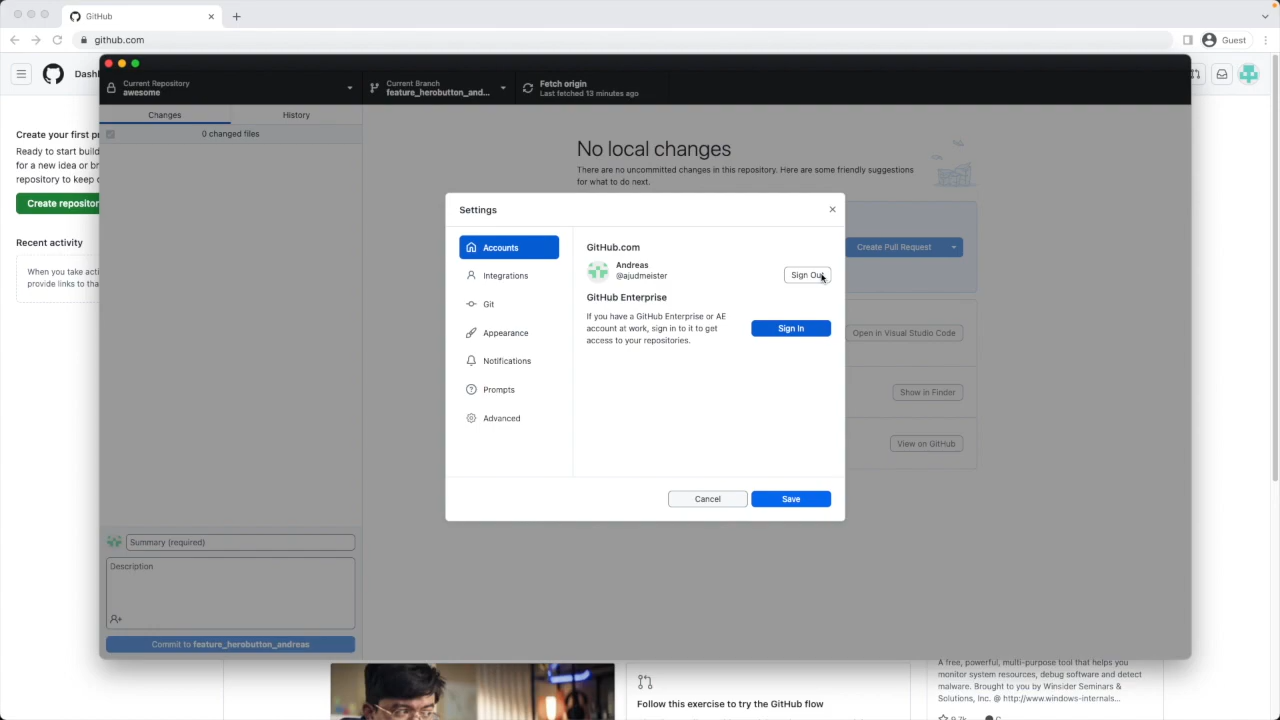 GitHub
github.com
Guest
Dash
Current Repository
awesome
Current Branch
feature_herobutton_and...
Fetch origin
Last fetched 13 minutes ago
Changes
History
0 changed files
Create your first p
Ready to start build
for a new idea or br
repository to keep
Create repositor
Recent activity
When you take acti
provide links to tha
No local changes
There are no uncommitted changes in this repository. Here are some friendly suggestions
for what to do next.
Create Pull Request
Open in Visual Studio Code
Show in Finder
View on GitHub
Settings
Accounts
Integrations
Git
Appearance
Notifications
Prompts
Advanced
GitHub.com
Andreas
@ajudmeister
Sign Out
GitHub Enterprise
If you have a GitHub Enterprise or AE
account at work, sign in to it to get
access to your repositories.
Sign In
Cancel
Save
Summary (required)
Description
Commit to feature_herobutton_andreas
Follow this exercise to try the GitHub flow
A free, powerful, multi-purpose tool that helps you
monitor system resources, debug software and detect
malware. Brought to you by Winsider Seminars &
Solutions, Inc. @ http://www.windows-internals...